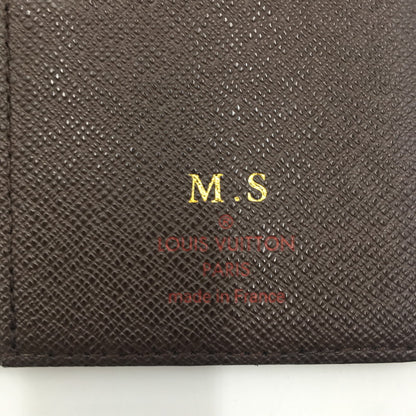 M.S
®
LOUIS VUITTON
PARIS
made in France